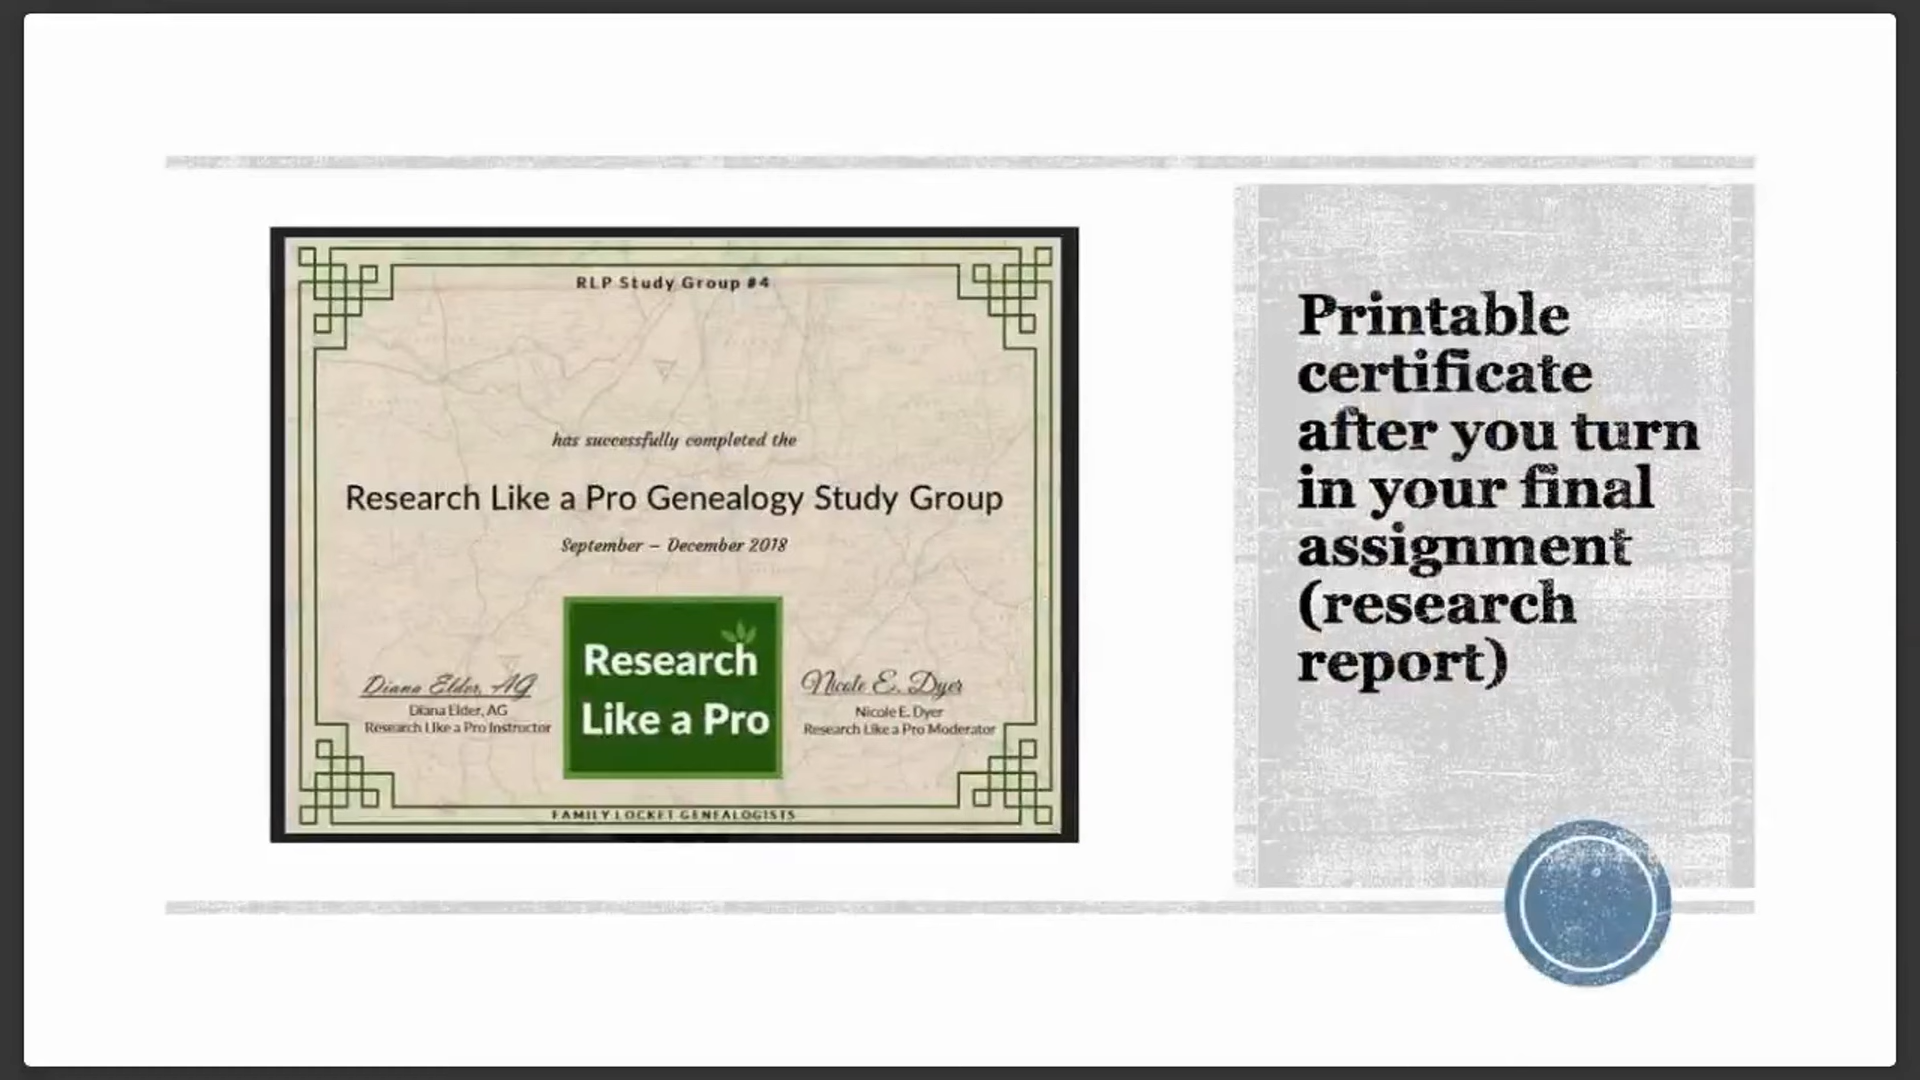 RLP Study Group #4
has successfully completed the
Research Like a Pro Genealogy Study Group
September – December 2018
Research
Like a Pro
Diana Elder, AG
Diana Elder, AG
Research Like a Pro Instructor
Nicole E. Dyer
Nicole E. Dyer
Research Like a Pro Moderator
FAMILY LOCKET GENEALOGISTS
Printable
certificate
after you turn
in your final
assignment
(research
report)